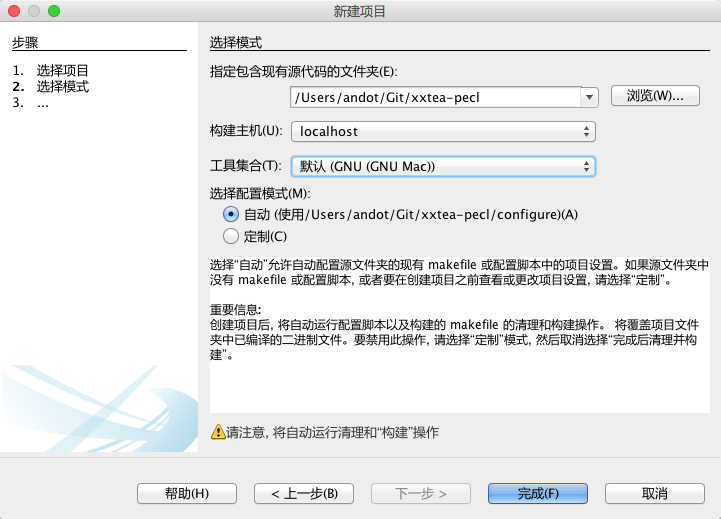 新建项目
步骤
1. 选择项目
2. 选择模式
3. ...
选择模式
指定包含现有源代码的文件夹(E):
/Users/andot/Git/xxtea-pecl
浏览(W)...
构建主机(U):
localhost
工具集合(T):
默认 (GNU (GNU Mac))
选择配置模式(M):
自动 (使用/Users/andot/Git/xxtea-pecl/configure)(A)
定制(C)
选择“自动”允许自动配置源文件夹的现有 makefile 或配置脚本中的项目设置。如果源文件夹中
没有 makefile 或配置脚本, 或者要在创建项目之前查看或更改项目设置, 请选择“定制”。
重要信息:
创建项目后, 将自动运行配置脚本以及构建的 makefile 的清理和构建操作。 将覆盖项目文件
夹中已编译的二进制文件。要禁用此操作, 请选择“定制”模式, 然后取消选择“完成后清理并构
建”。
请注意, 将自动运行清理和“构建”操作
帮助(H)
< 上一步(B)
下一步 >
完成(F)
取消